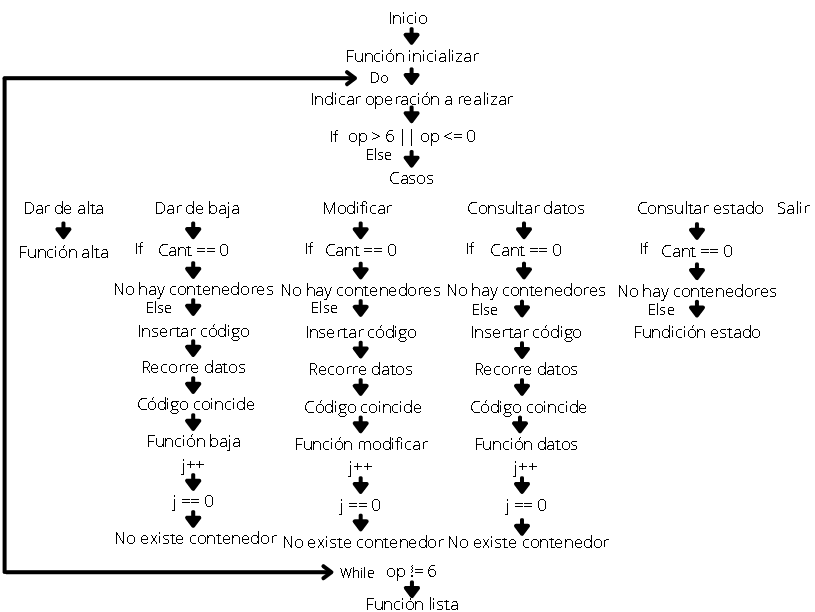 Inicio
Función inicializar
Do
Indicar operación a realizar
If op > 6 || op <= 0
Else
Casos
Dar de alta Dar de baja Modificar Consultar datos Consultar estado Salir
Función alta If Cant == 0 If Cant == 0 If Cant == 0 If Cant == 0
No hay contenedores No hay contenedores No hay contenedores No hay contenedores
Else Else Else Else
Insertar código Insertar código Insertar código Fundición estado
Recorre datos Recorre datos Recorre datos
Código coincide Código coincide Código coincide
Función baja Función modificar Función datos
j++ j++ j++
j == 0 j == 0 j == 0
No existe contenedor No existe contenedor No existe contenedor
While op != 6
Función lista